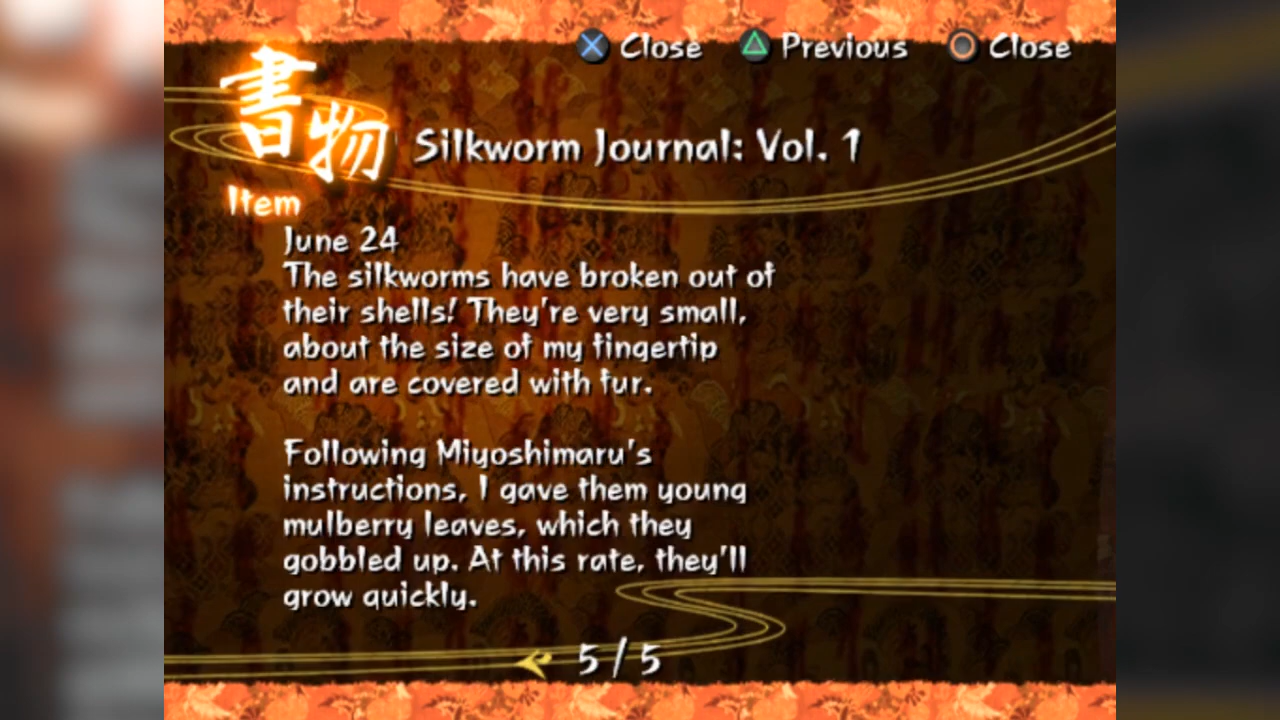 Close Previous Close
書物
Silkworm Journal: Vol. 1
Item
June 24
The silkworms have broken out of
their shells! They're very small,
about the size of my fingertip
and are covered with fur.
Following Miyoshimaru's
instructions, I gave them young
mulberry leaves, which they
gobbled up. At this rate, they'll
grow quickly.
5/5